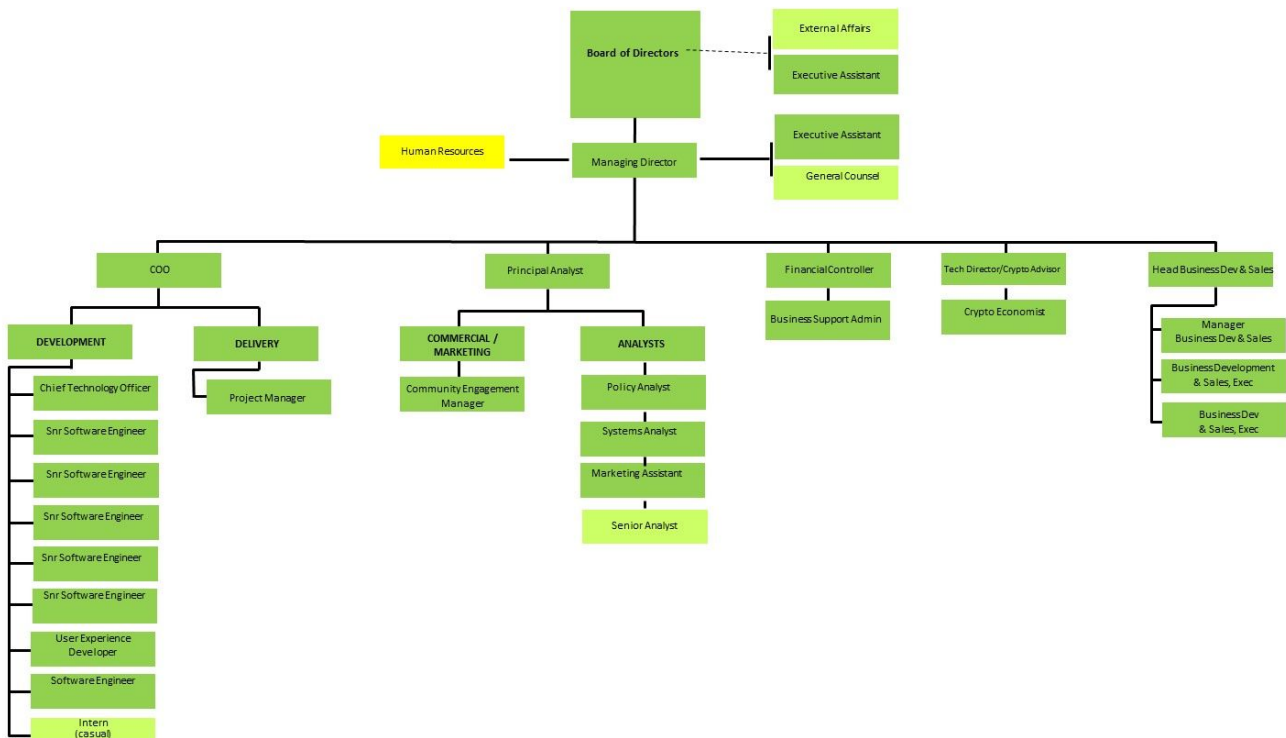 External Affairs
Board of Directors
Executive Assistant
Executive Assistant
Human Resources
Managing Director
General Counsel
COO
Principal Analyst
Financial Controller
Tech Director/Crypto Advisor
Head Business Dev & Sales
Business Support Admin
Crypto Economist
DEVELOPMENT
DELIVERY
COMMERCIAL /
MARKETING
ANALYSTS
Manager
Business Dev & Sales
Chief Technology Officer
Project Manager
Community Engagement
Manager
Policy Analyst
Business Development
& Sales, Exec
Snr Software Engineer
Systems Analyst
Business Dev
& Sales, Exec
Snr Software Engineer
Marketing Assistant
Snr Software Engineer
Senior Analyst
Snr Software Engineer
Snr Software Engineer
User Experience
Developer
Software Engineer
Intern
(casual)